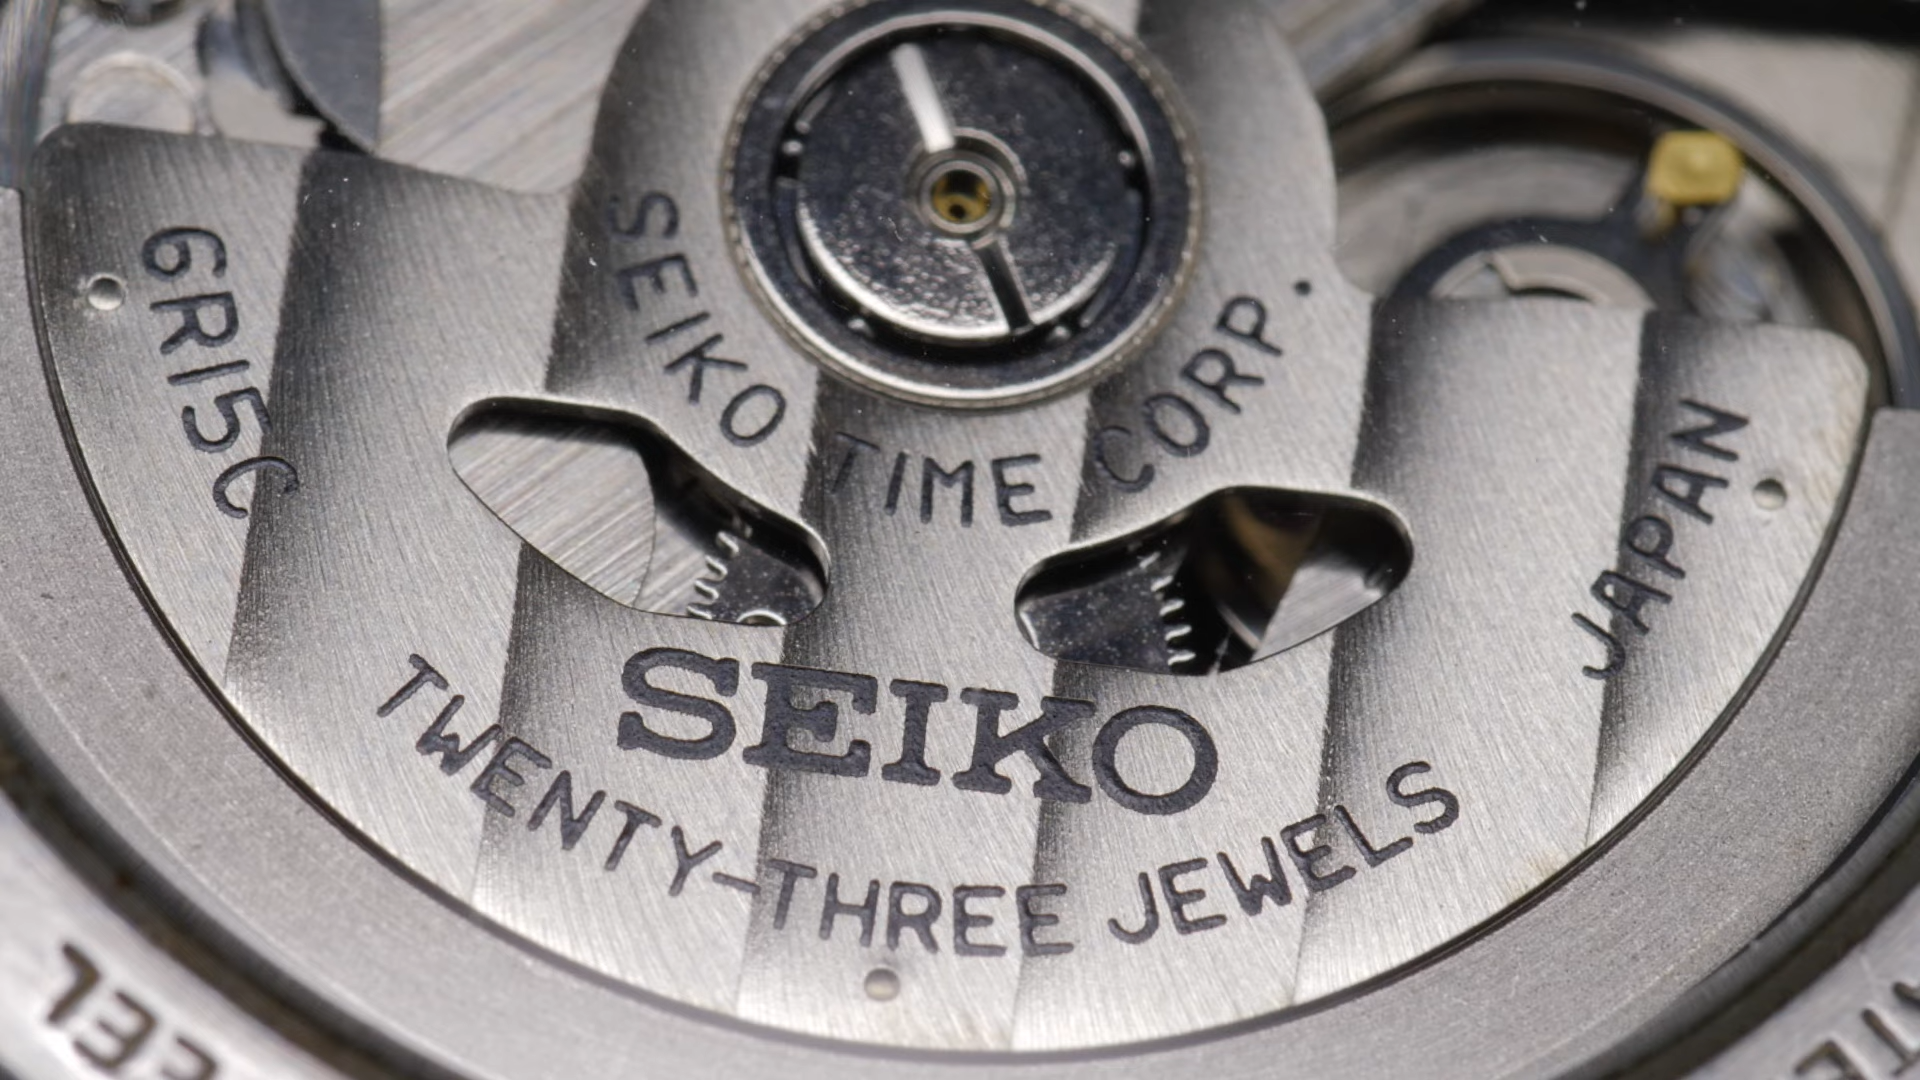 6R15C
SEIKO TIME CORP.
JAPAN
SEIKO
TWENTY-THREE JEWELS